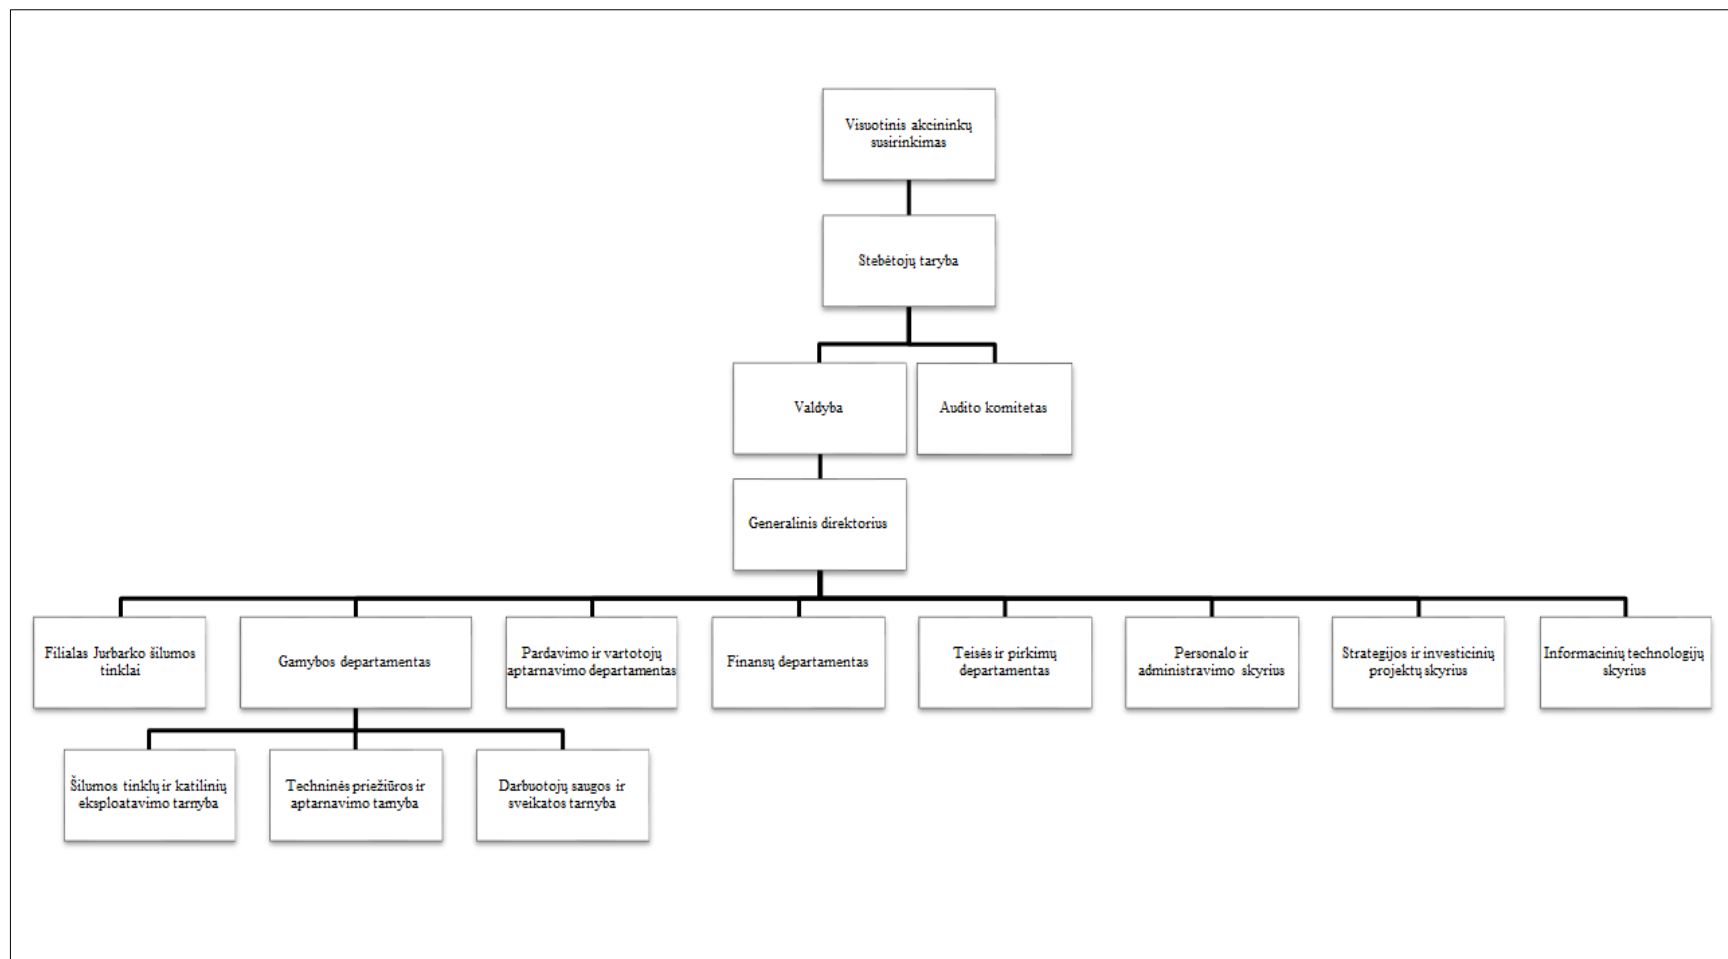 Visuotinis akcininkų
susirinkimas
Stebėtojų taryba
Valdyba
Audito komitetas
Generalinis direktorius
Filialas Jurbarko šilumos
tinklai
Gamybos departamentas
Pardavimo ir vartotojų
aptarnavimo departamentas
Finansų departamentas
Teisės ir pirkimų
departamentas
Personalo ir
administravimo skyrius
Strategijos ir investicinių
projektų skyrius
Informacinių technologijų
skyrius
Šilumos tinklų ir katilinių
eksploatavimo tarnyba
Techninės priežiūros ir
aptarnavimo tarnyba
Darbuotojų saugos ir
sveikatos tarnyba